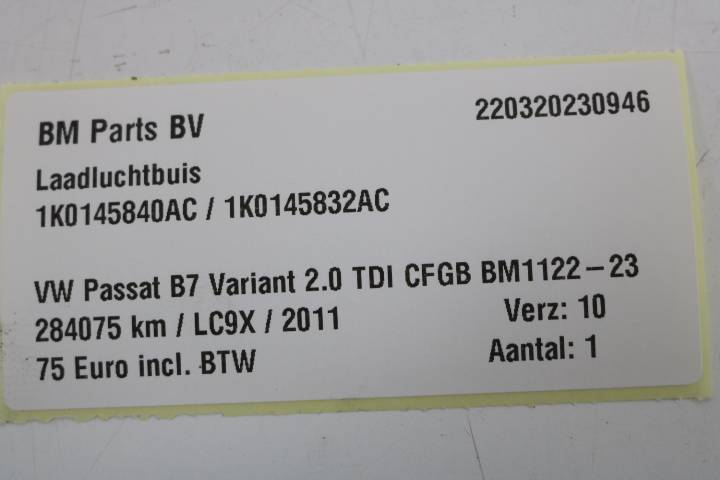 BM Parts BV 220320230946
Laadluchtbuis
1K0145840AC / 1K0145832AC
VW Passat B7 Variant 2.0 TDI CFGB BM1122-23
284075 km / LC9X / 2011 Verz: 10
75 Euro incl. BTW Aantal: 1